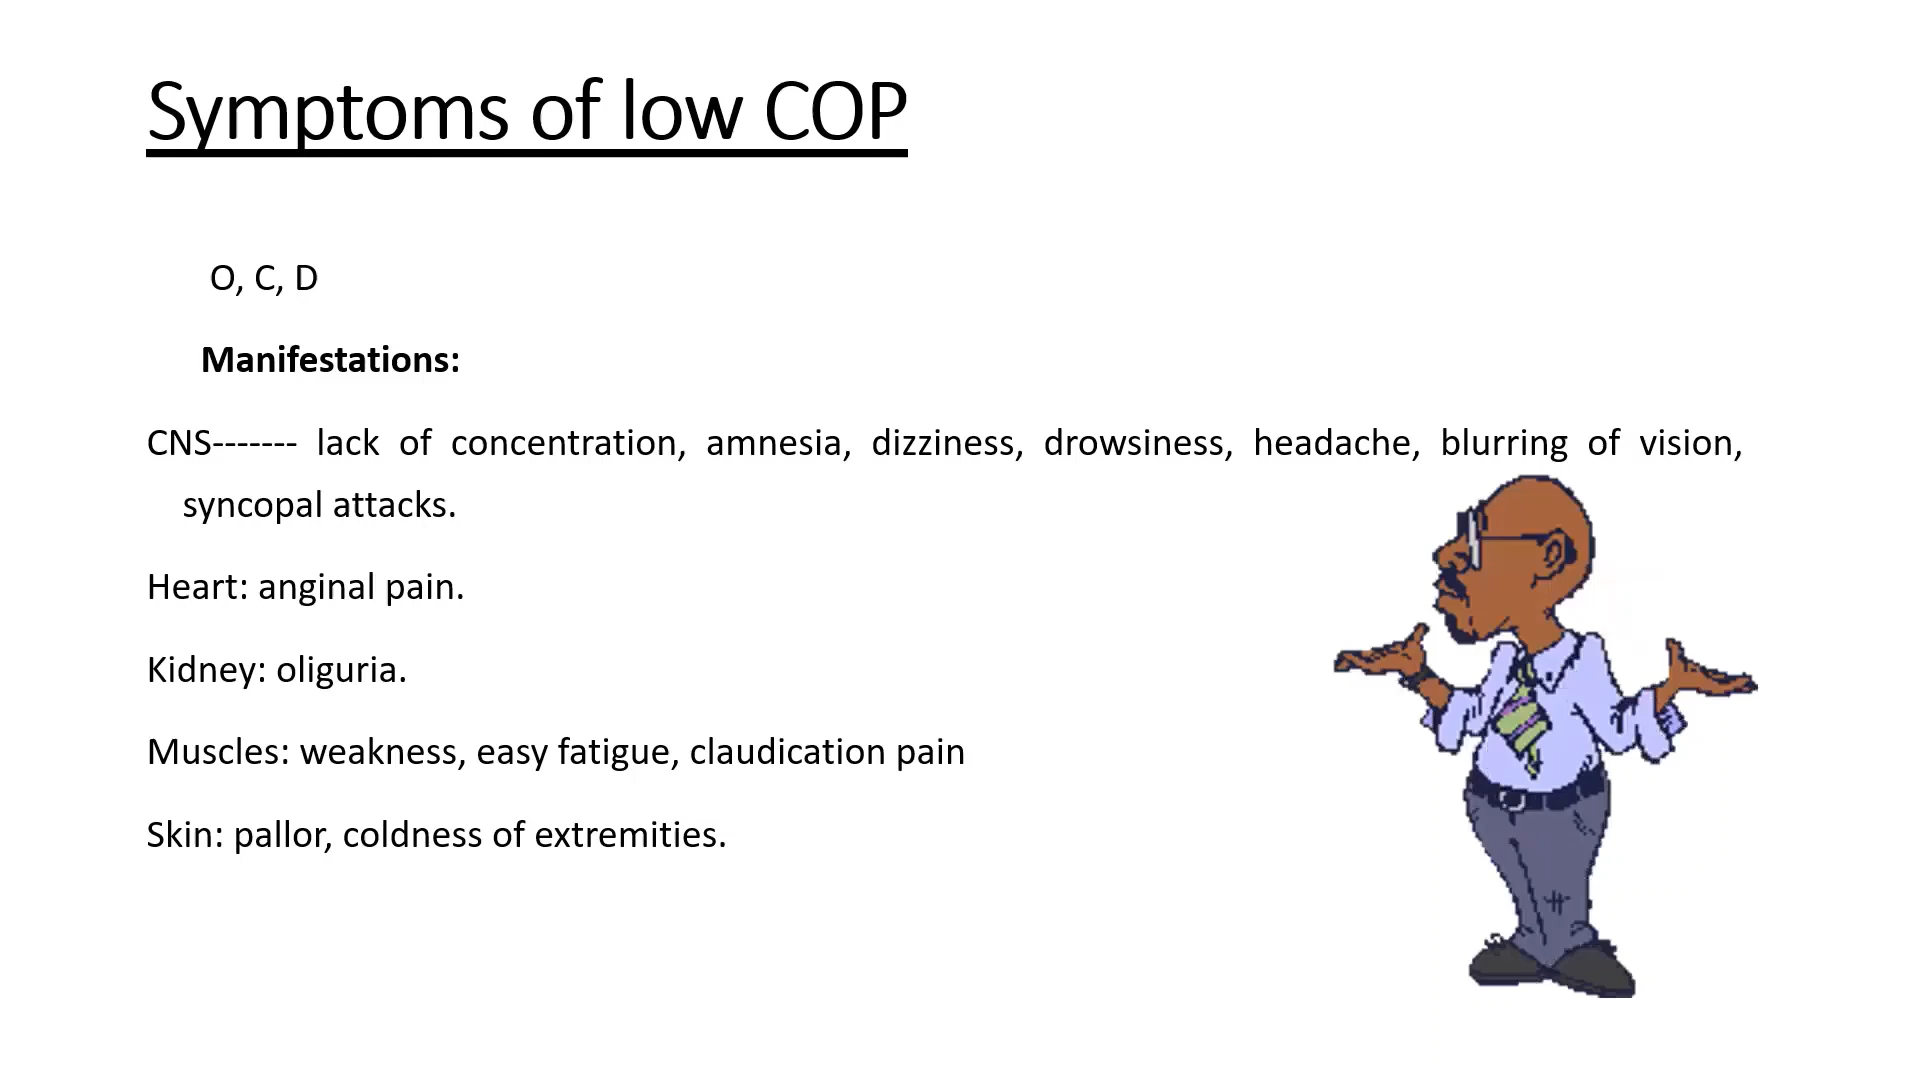 Symptoms of low COP
O, C, D
Manifestations:
CNS------- lack of concentration, amnesia, dizziness, drowsiness, headache, blurring of vision,
syncopal attacks.
Heart: anginal pain.
Kidney: oliguria.
Muscles: weakness, easy fatigue, claudication pain
Skin: pallor, coldness of extremities.